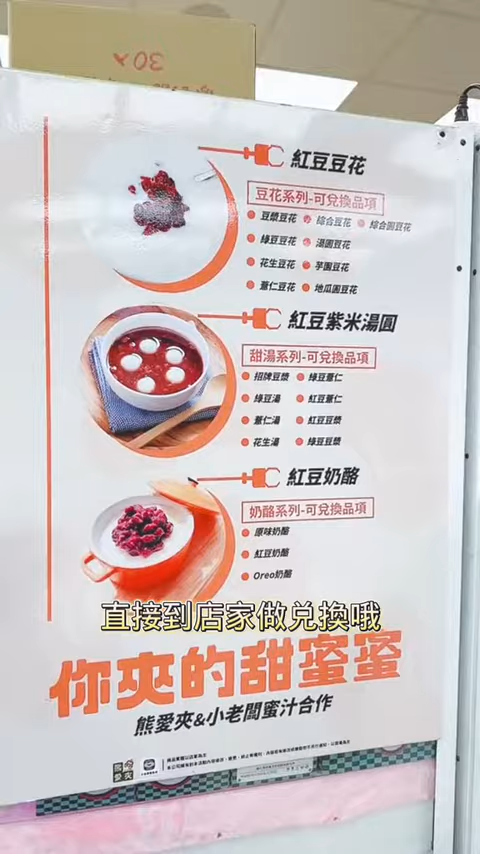 30×
紅豆豆花
豆花系列-可兌換品項
豆漿豆花 綜合豆花 綜合圓豆花
綠豆豆花 湯圓豆花
花生豆花 芋圓豆花
薏仁豆花 地瓜圓豆花
紅豆紫米湯圓
甜湯系列-可兌換品項
招牌豆漿 綠豆薏仁
綠豆湯 紅豆薏仁
薏仁湯 紅豆豆漿
花生湯 綠豆豆漿
紅豆奶酪
奶酪系列-可兌換品項
原味奶酪
紅豆奶酪
Oreo奶酪
直接到店家做兌換哦
你夾的甜蜜蜜
熊愛夾&小老闆蜜汁合作